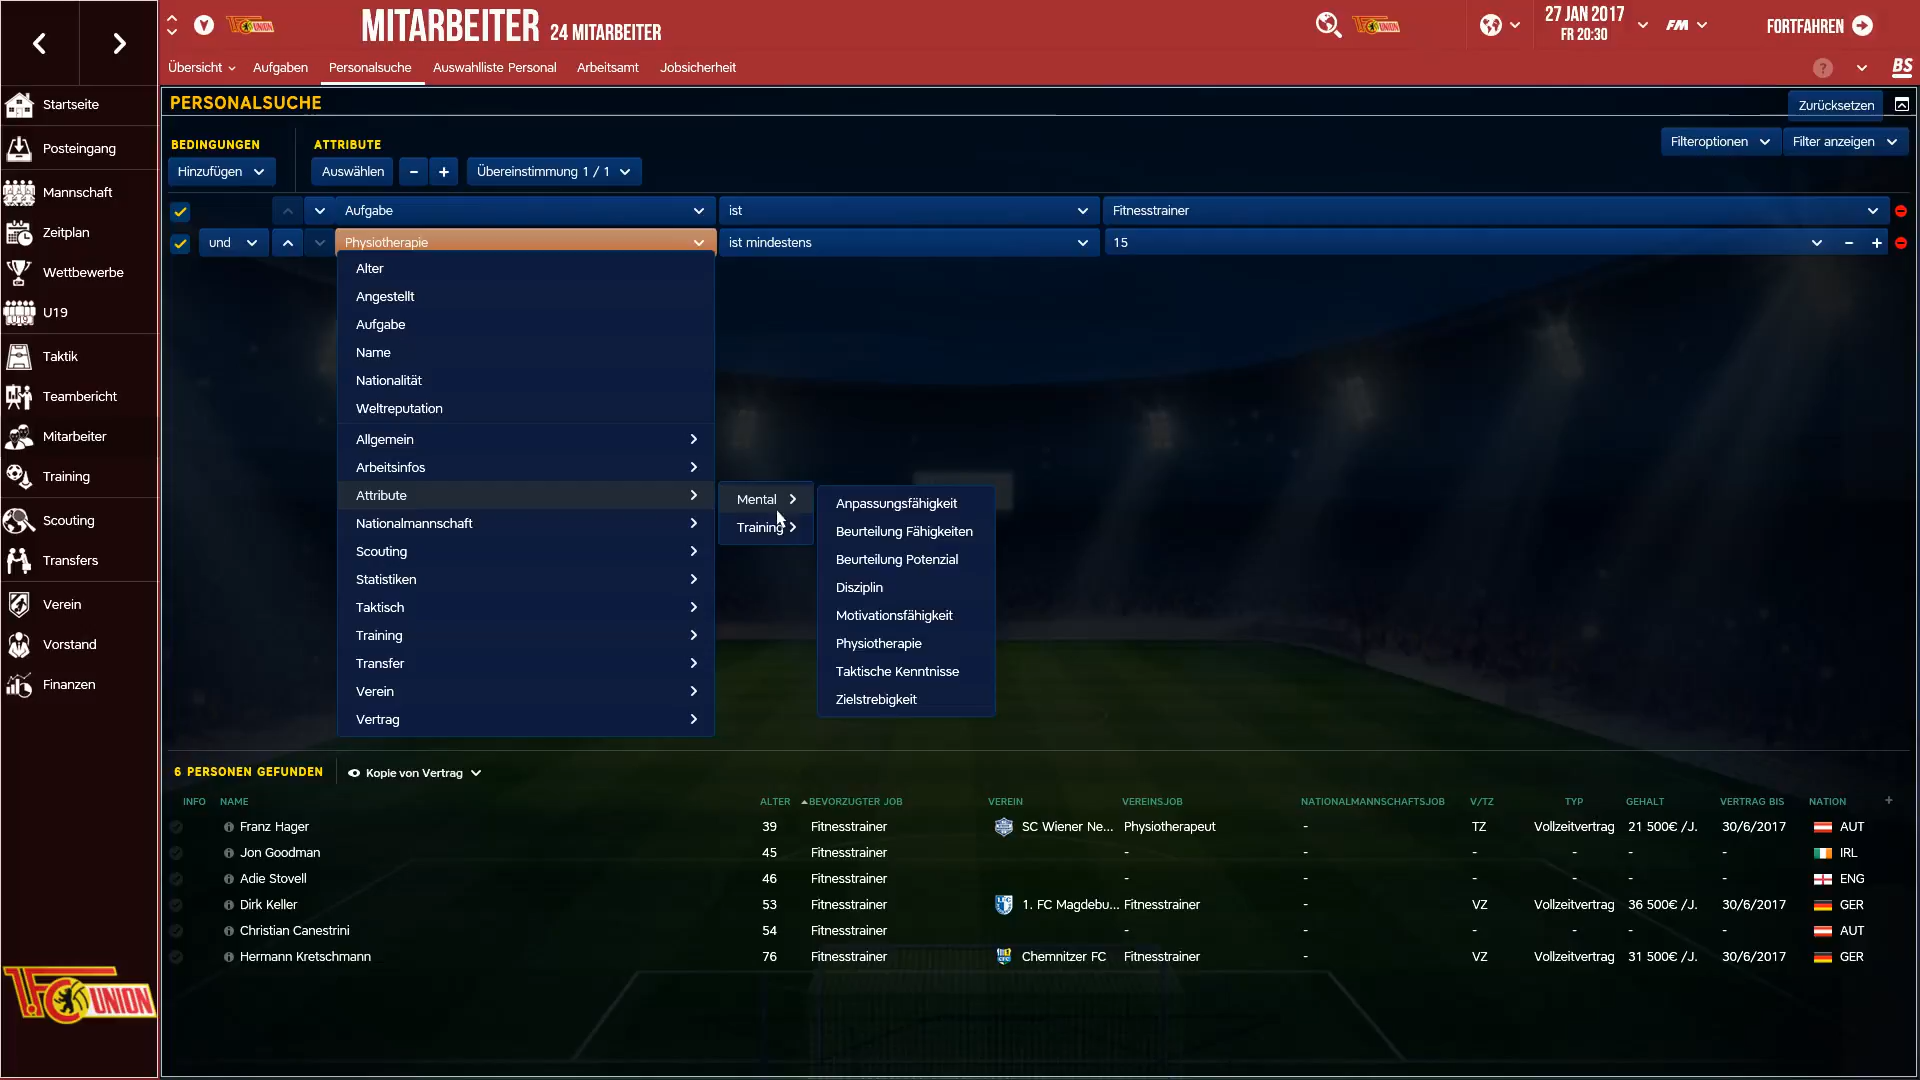 MITARBEITER 24 MITARBEITER
27 JAN 2017
FR 20:30
FM
FORTFAHREN
Übersicht Aufgaben Personalsuche Auswahlliste Personal Arbeitsamt Jobsicherheit
? BS
Startseite
Posteingang
Mannschaft
Zeitplan
Wettbewerbe
U19
Taktik
Teambericht
Mitarbeiter
Training
Scouting
Transfers
Verein
Vorstand
Finanzen
1.FC UNION
PERSONALSUCHE
Zurücksetzen
BEDINGUNGEN ATTRIBUTE
Filteroptionen Filter anzeigen
Hinzufügen Auswählen - + Übereinstimmung 1 / 1
Aufgabe ist Fitnesstrainer
und Physiotherapie ist mindestens 15 - +
Alter
Angestellt
Aufgabe
Name
Nationalität
Weltreputation
Allgemein
Arbeitsinfos
Attribute
Nationalmannschaft
Scouting
Statistiken
Taktisch
Training
Transfer
Verein
Vertrag
Mental
Training
Anpassungsfähigkeit
Beurteilung Fähigkeiten
Beurteilung Potenzial
Disziplin
Motivationsfähigkeit
Physiotherapie
Taktische Kenntnisse
Zielstrebigkeit
6 PERSONEN GEFUNDEN Kopie von Vertrag
INFO NAME ALTER BEVORZUGTER JOB VEREIN VEREINSJOB NATIONALMANNSCHAFTSJOB V/TZ TYP GEHALT VERTRAG BIS NATION +
Franz Hager 39 Fitnesstrainer SC Wiener Ne... Physiotherapeut - TZ Vollzeitvertrag 21 500€ /J. 30/6/2017 AUT
Jon Goodman 45 Fitnesstrainer - - - - - - IRL
Adie Stovell 46 Fitnesstrainer - - - - - - ENG
Dirk Keller 53 Fitnesstrainer 1. FC Magdebu... Fitnesstrainer - VZ Vollzeitvertrag 36 500€ /J. 30/6/2017 GER
Christian Canestrini 54 Fitnesstrainer - - - - - - AUT
Hermann Kretschmann 76 Fitnesstrainer Chemnitzer FC Fitnesstrainer - VZ Vollzeitvertrag 31 500€ /J. 30/6/2017 GER